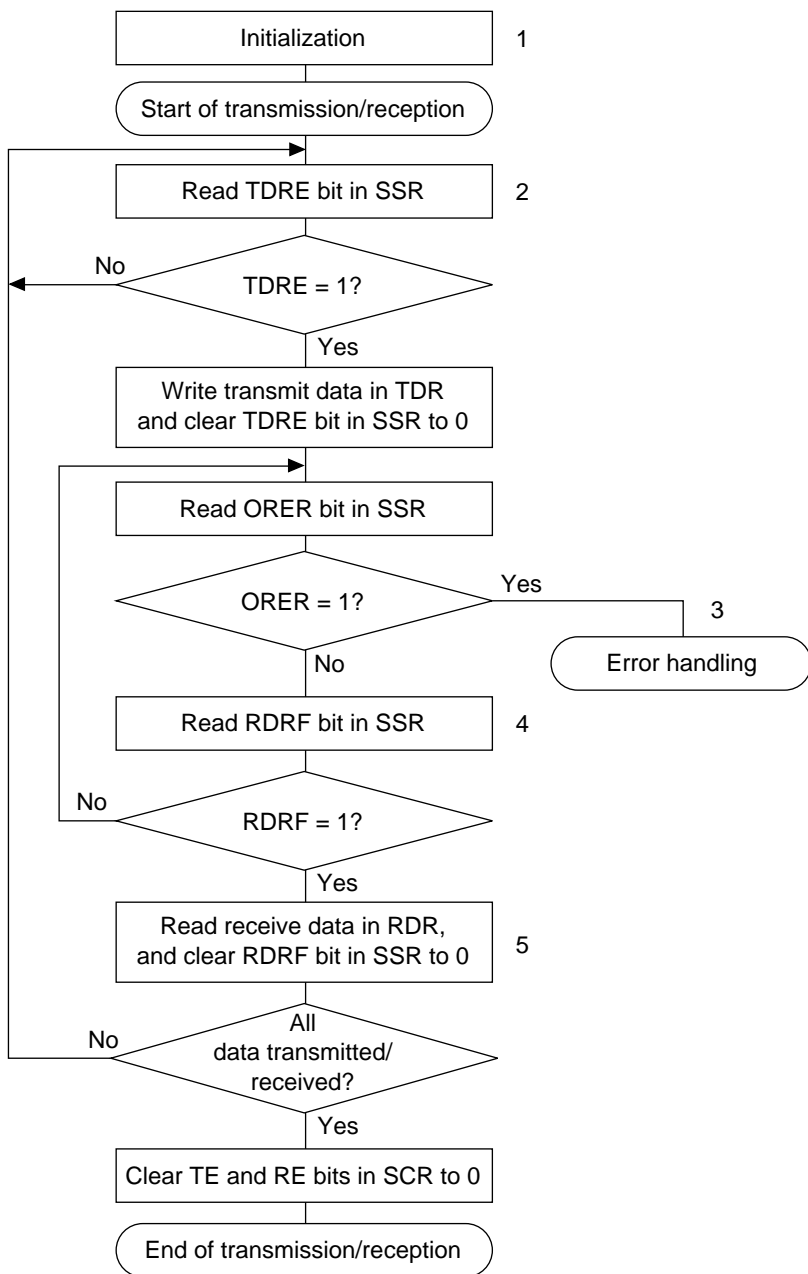 Initialization
1
Start of transmission/reception
Read TDRE bit in SSR
2
No
TDRE = 1?
Yes
Write transmit data in TDR
and clear TDRE bit in SSR to 0
Read ORER bit in SSR
Yes
ORER = 1?
3
No
Error handling
Read RDRF bit in SSR
4
No
RDRF = 1?
Yes
Read receive data in RDR,
and clear RDRF bit in SSR to 0
5
No
All
data transmitted/
received?
Yes
Clear TE and RE bits in SCR to 0
End of transmission/reception